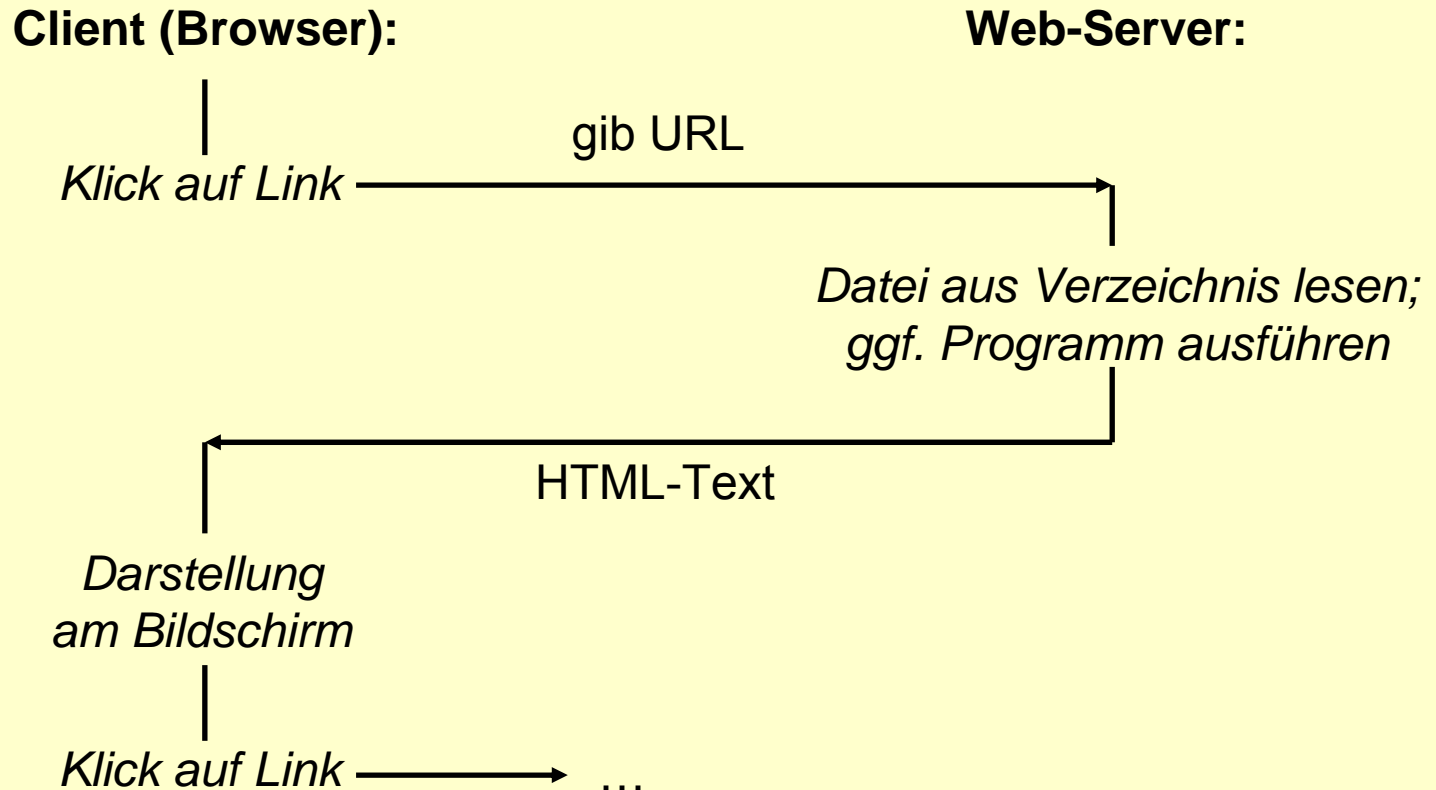 Client (Browser):
Web-Server:
gib URL
Klick auf Link
Datei aus Verzeichnis lesen;
ggf. Programm ausführen
HTML-Text
Darstellung
am Bildschirm
Klick auf Link
...